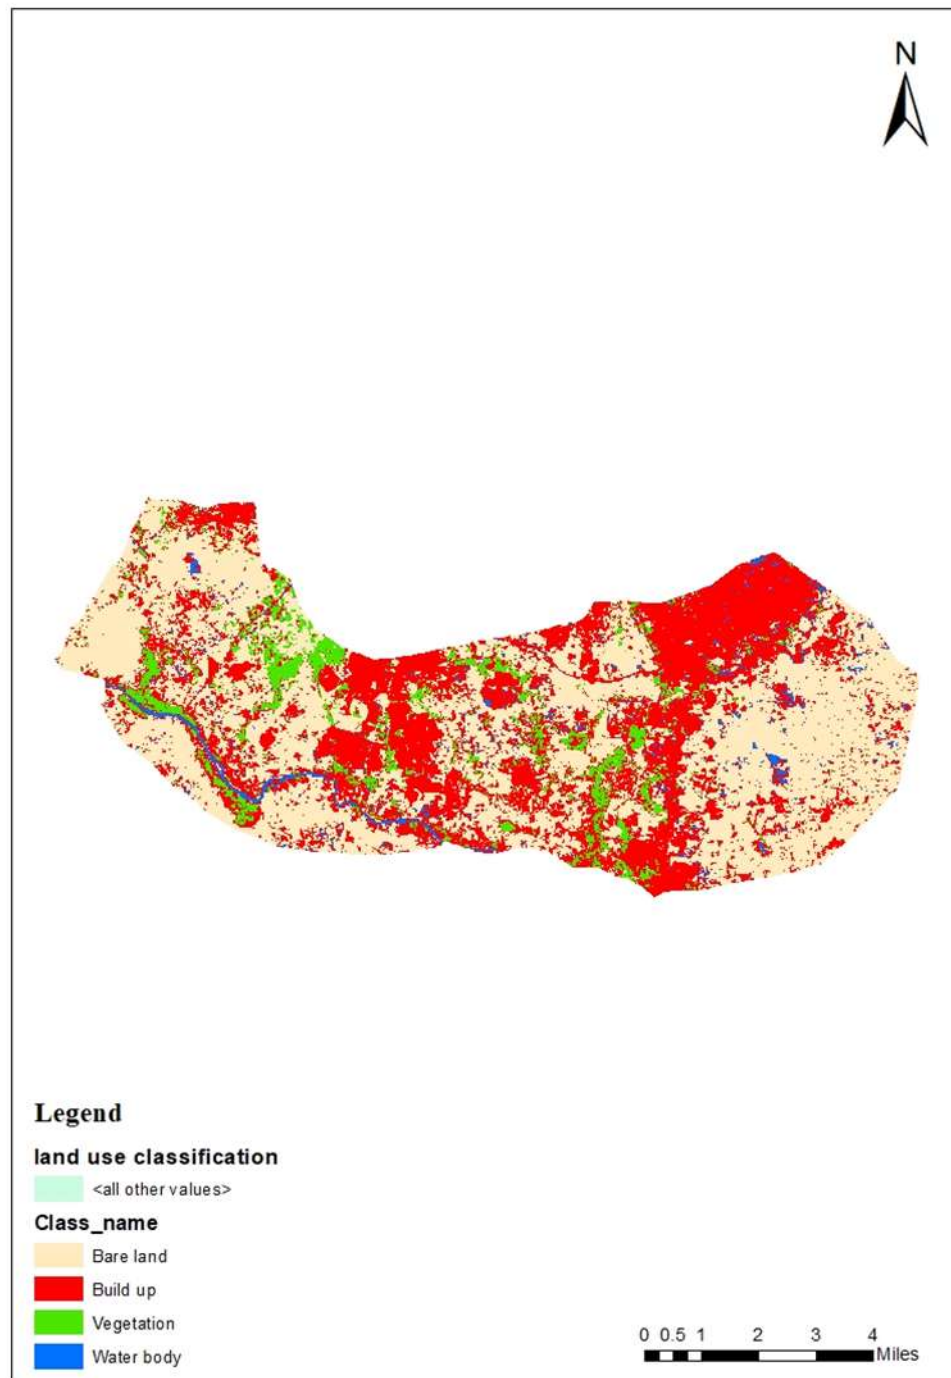 N
Legend
land use classification
<all other values>
Class_name
Bare land
Build up
Vegetation
Water body
0 0.5 1 2 3 4
Miles